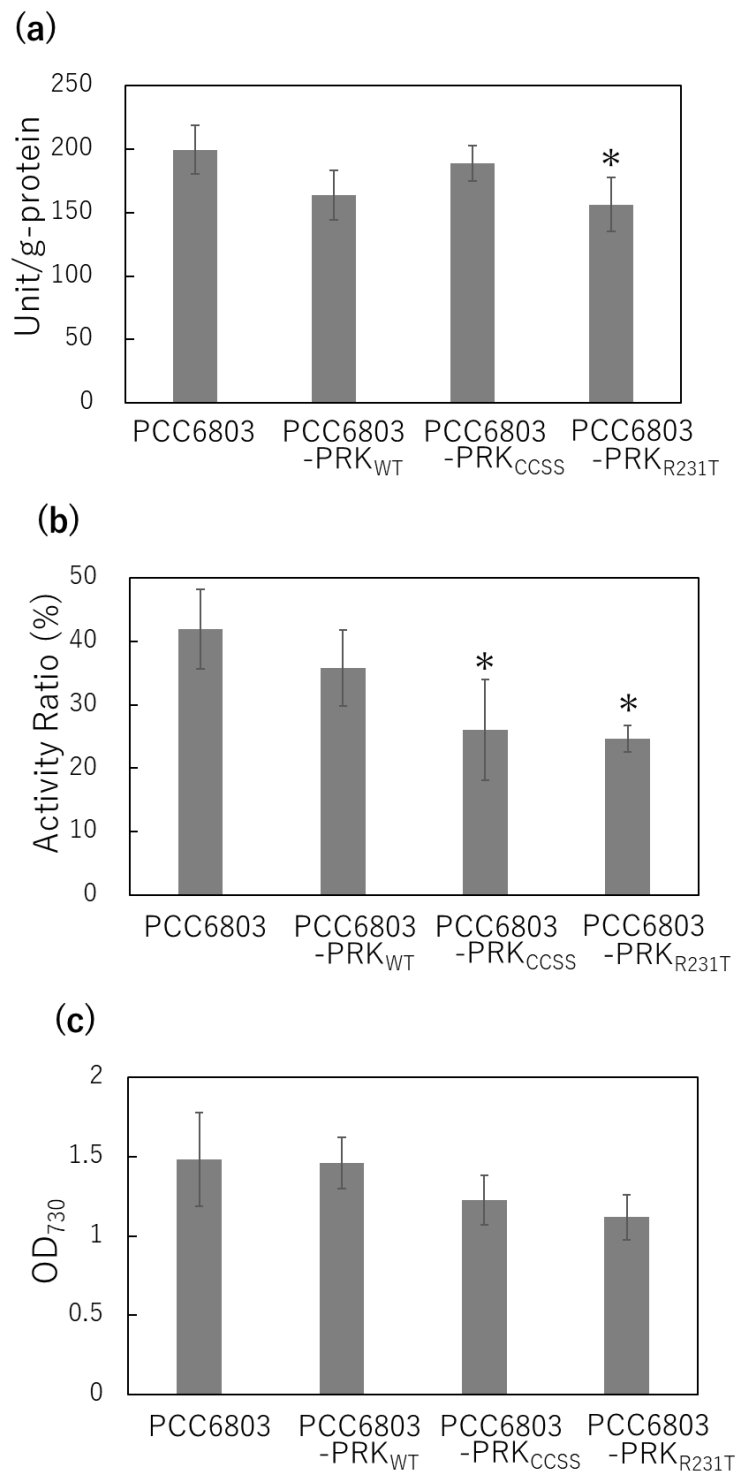 (a)
Unit/g-protein
250
200
150
100
50
0
*
PCC6803 PCC6803 PCC6803 PCC6803
-PRKWT -PRKCCSS -PRKR231T
(b)
Activity Ratio (%)
50
40
30
20
10
0
*
*
PCC6803 PCC6803 PCC6803 PCC6803
-PRKWT -PRKCCSS -PRKR231T
(c)
OD730
2
1.5
1
0.5
0
PCC6803 PCC6803 PCC6803 PCC6803
-PRKWT -PRKCCSS -PRKR231T